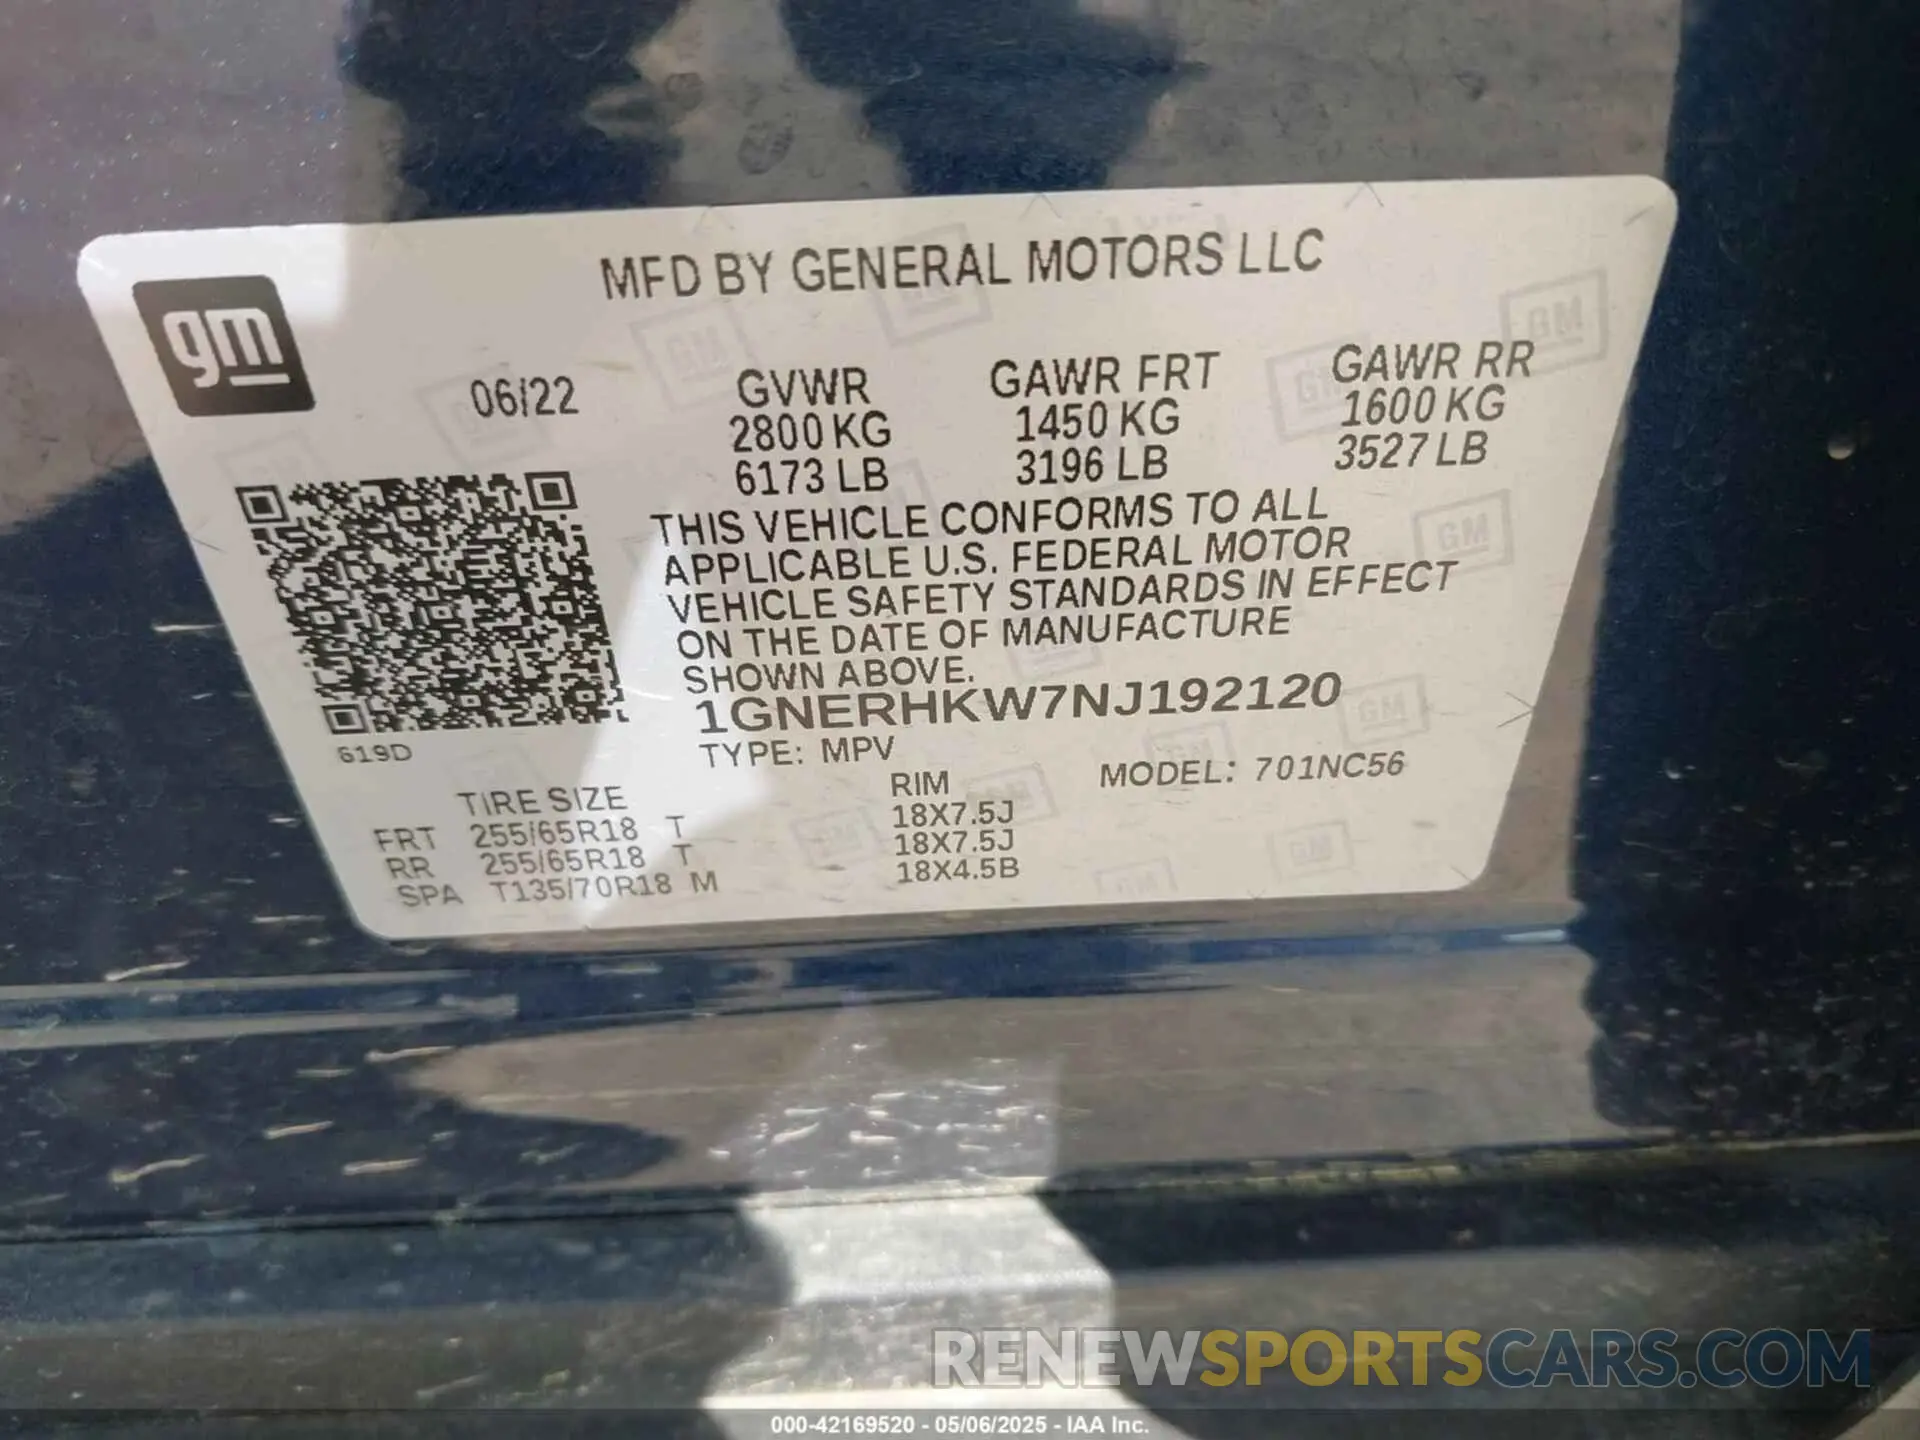 MFD BY GENERAL MOTORS LLC
gm
06/22
GVWR
2800 KG
6173 LB
GAWR FRT
1450 KG
3196 LB
GAWR RR
1600 KG
3527 LB
THIS VEHICLE CONFORMS TO ALL
APPLICABLE U.S. FEDERAL MOTOR
VEHICLE SAFETY STANDARDS IN EFFECT
ON THE DATE OF MANUFACTURE
SHOWN ABOVE.
1GNERHKW7NJ192120
619D
TYPE: MPV
MODEL: 701NC56
TIRE SIZE RIM
FRT 255/65R18 T 18X7.5J
RR 255/65R18 T 18X7.5J
SPA T135/70R18 M 18X4.5B
RENEWSPORTSCARS.COM
000-42169520 - 05/06/2025 - IAA Inc.